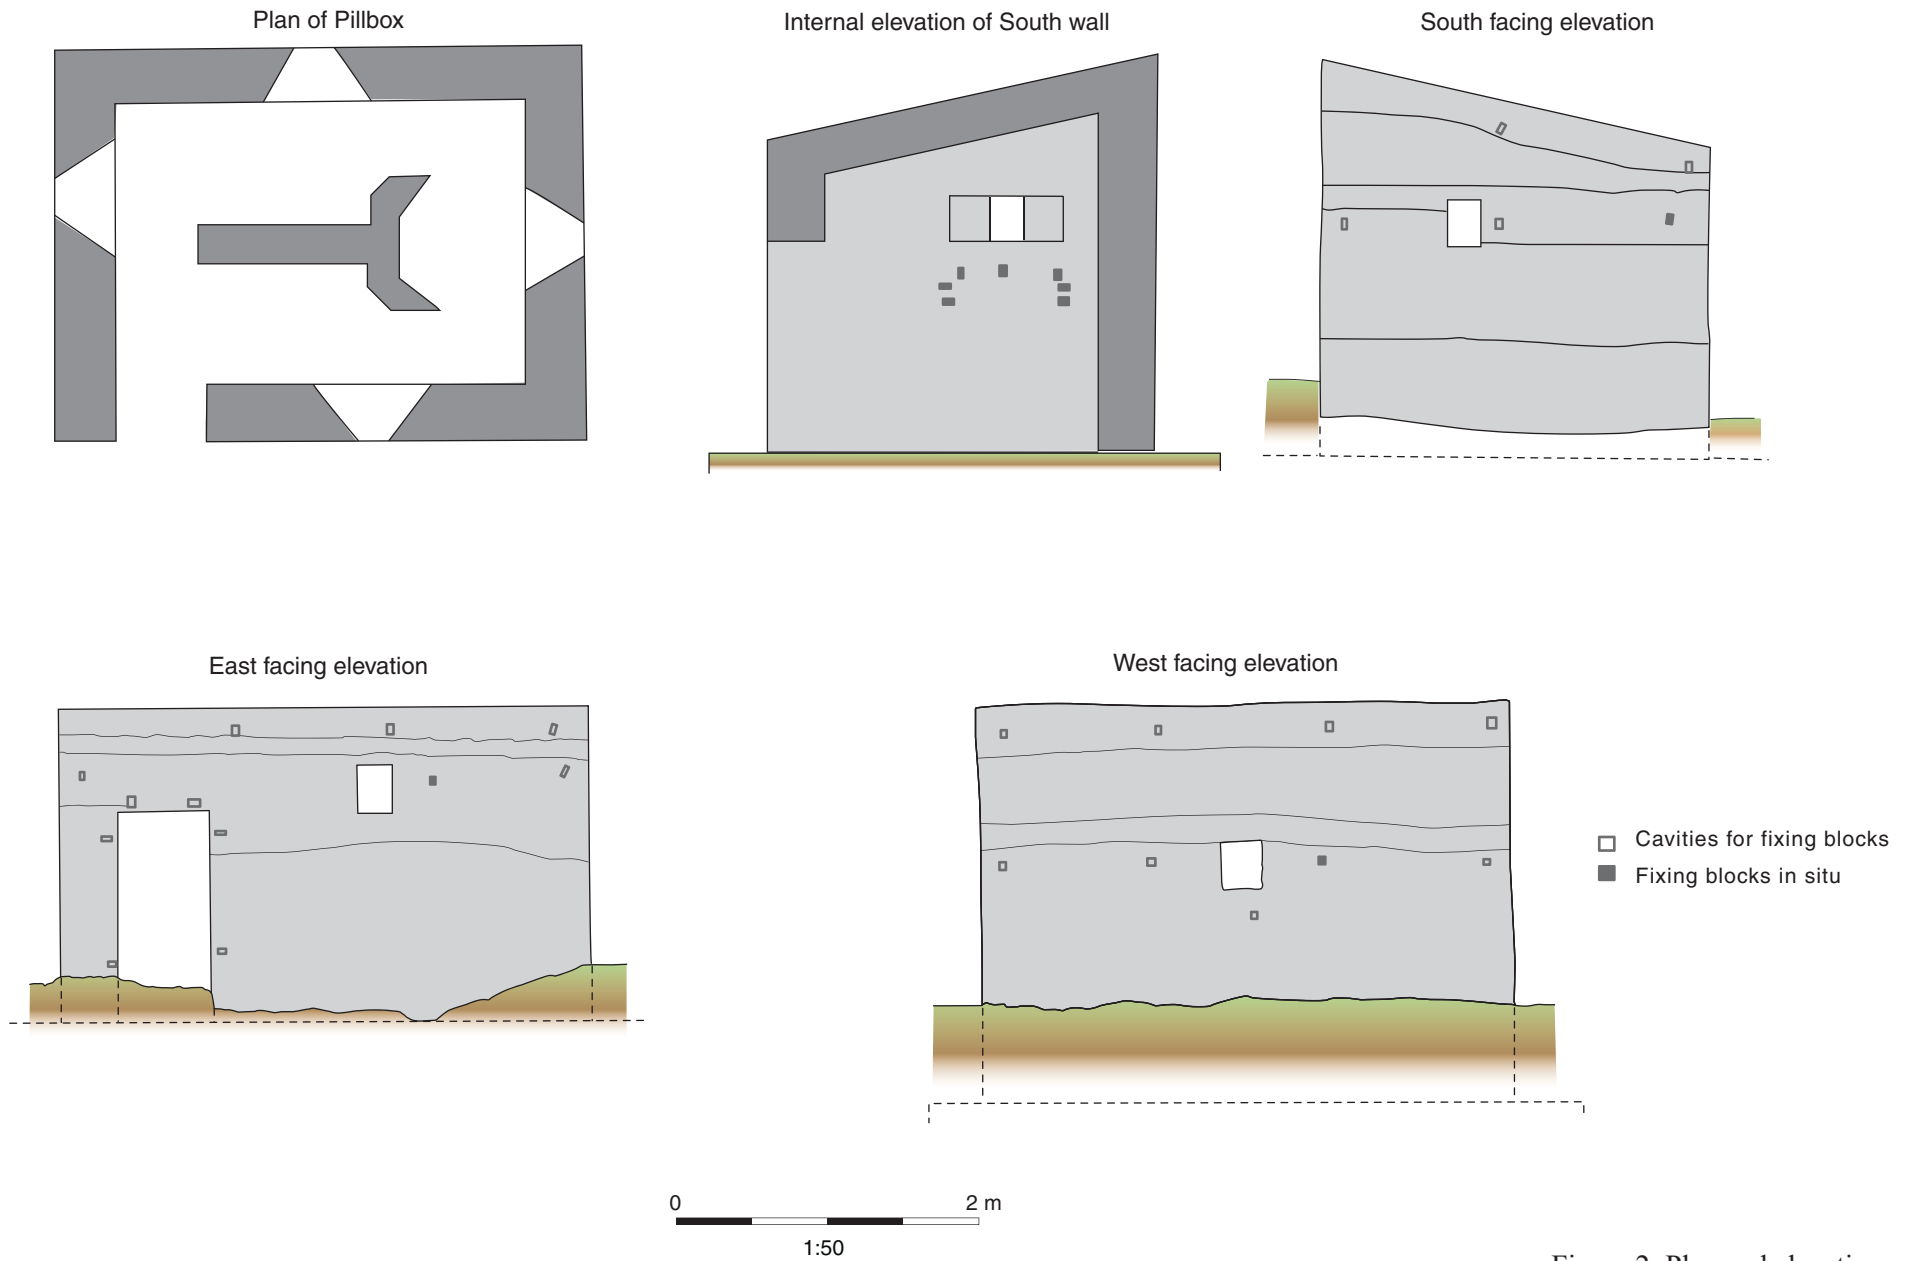 Plan of Pillbox
Internal elevation of South wall
South facing elevation
East facing elevation
West facing elevation
Cavities for fixing blocks
Fixing blocks in situ
0 2 m
1:50